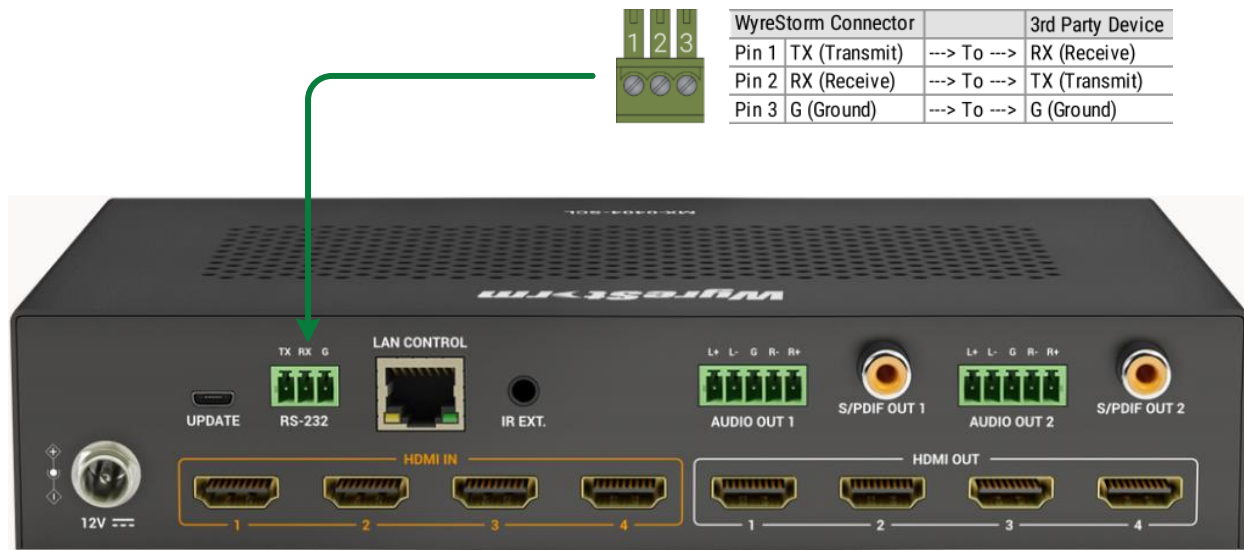 1 2 3
WyreStorm Connector 3rd Party Device
Pin 1 TX (Transmit) ---> To ---> RX (Receive)
Pin 2 RX (Receive) ---> To ---> TX (Transmit)
Pin 3 G (Ground) ---> To ---> G (Ground)
MX-0404-SCL
WyreStorm
TX RX G
LAN CONTROL
L+ L- G R- R+
L+ L- G R- R+
UPDATE
RS-232
IR EXT.
AUDIO OUT 1
S/PDIF OUT 1
AUDIO OUT 2
S/PDIF OUT 2
HDMI IN
HDMI OUT
12V
1 2 3 4
1 2 3 4